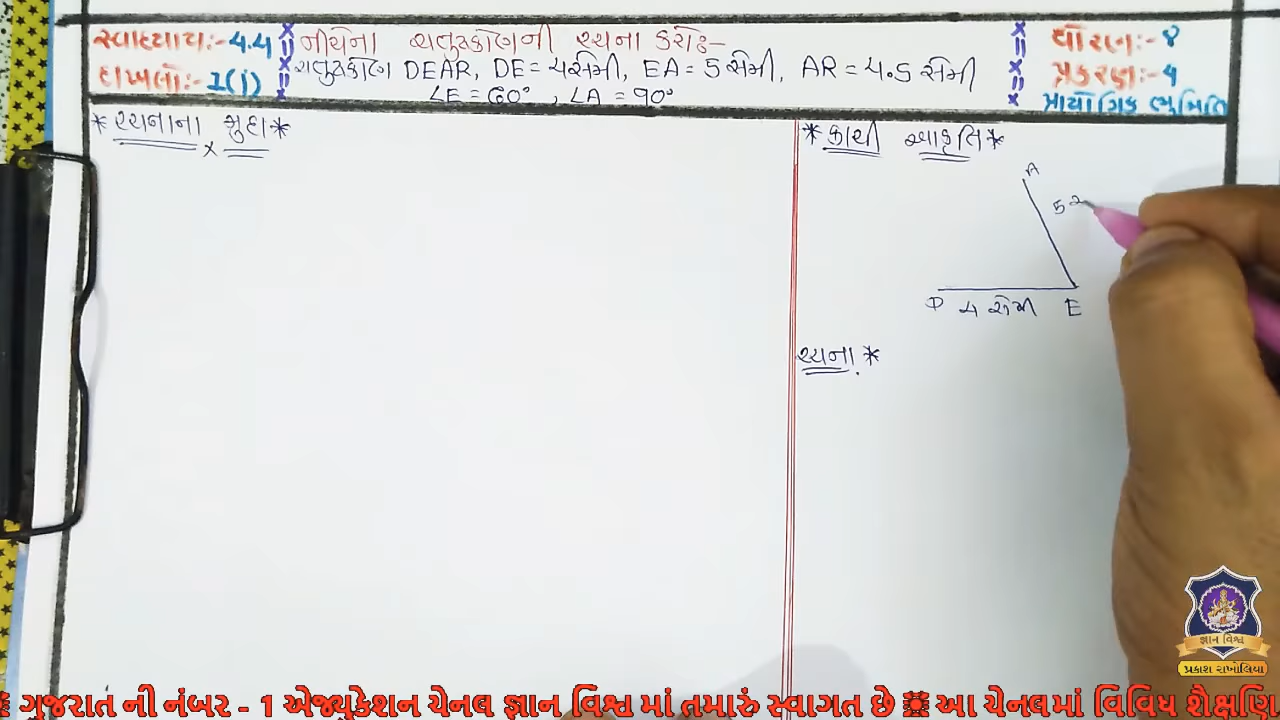 સ્વાધ્યાય:- 4.4
દાખલો:- 1(i)
નીચેના ચતુષ્કોણની રચના કરો:-
ચતુષ્કોણ DEAR, DE = 4સેમી, EA = 5 સેમી, AR = 4.5 સેમી
∠E = 60° , ∠A = 90°
ધોરણ:- 8
પ્રકરણ:- 4
પ્રાયોગિક ભૂમિતિ
* રચનાના મુદ્દા *
* કાચી આકૃતિ *
A
5
D 4 સેમી E
રચના *
જ્ઞાન વિશ્વ
પ્રકાશ રાખોલિયા
ગુજરાત ની નંબર - 1 એજ્યુકેશન ચેનલ જ્ઞાન વિશ્વ માં તમારું સ્વાગત છે ☀ આ ચેનલમાં વિવિધ શૈક્ષણિ